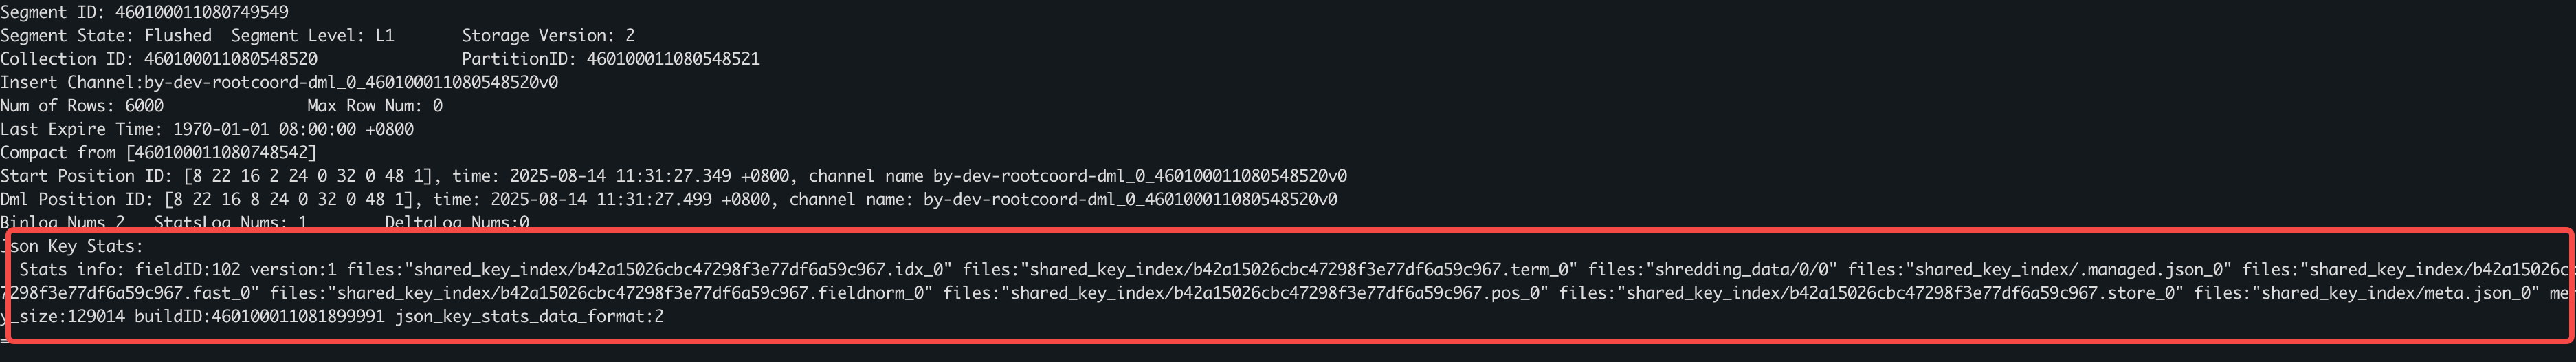 Segment ID: 460100011080749549
Segment State: Flushed  Segment Level: L1       Storage Version: 2
Collection ID: 460100011080548520               PartitionID: 460100011080548521
Insert Channel:by-dev-rootcoord-dml_0_460100011080548520v0
Num of Rows: 6000               Max Row Num: 0
Last Expire Time: 1970-01-01 08:00:00 +0800
Compact from [460100011080748542]
Start Position ID: [8 22 16 2 24 0 32 0 48 1], time: 2025-08-14 11:31:27.349 +0800, channel name by-dev-rootcoord-dml_0_460100011080548520v0
Dml Position ID: [8 22 16 8 24 0 32 0 48 1], time: 2025-08-14 11:31:27.499 +0800, channel name: by-dev-rootcoord-dml_0_460100011080548520v0
Binlog Nums 2   StatsLog Nums: 1        DeltaLog Nums:0
Json Key Stats:
  Stats info: fieldID:102 version:1 files:"shared_key_index/b42a15026cbc47298f3e77df6a59c967.idx_0" files:"shared_key_index/b42a15026cbc47298f3e77df6a59c967.term_0" files:"shredding_data/0/0" files:"shared_key_index/.managed.json_0" files:"shared_key_index/b42a15026c
7298f3e77df6a59c967.fast_0" files:"shared_key_index/b42a15026cbc47298f3e77df6a59c967.fieldnorm_0" files:"shared_key_index/b42a15026cbc47298f3e77df6a59c967.pos_0" files:"shared_key_index/b42a15026cbc47298f3e77df6a59c967.store_0" files:"shared_key_index/meta.json_0" me
y_size:129014 buildID:460100011081899991 json_key_stats_data_format:2